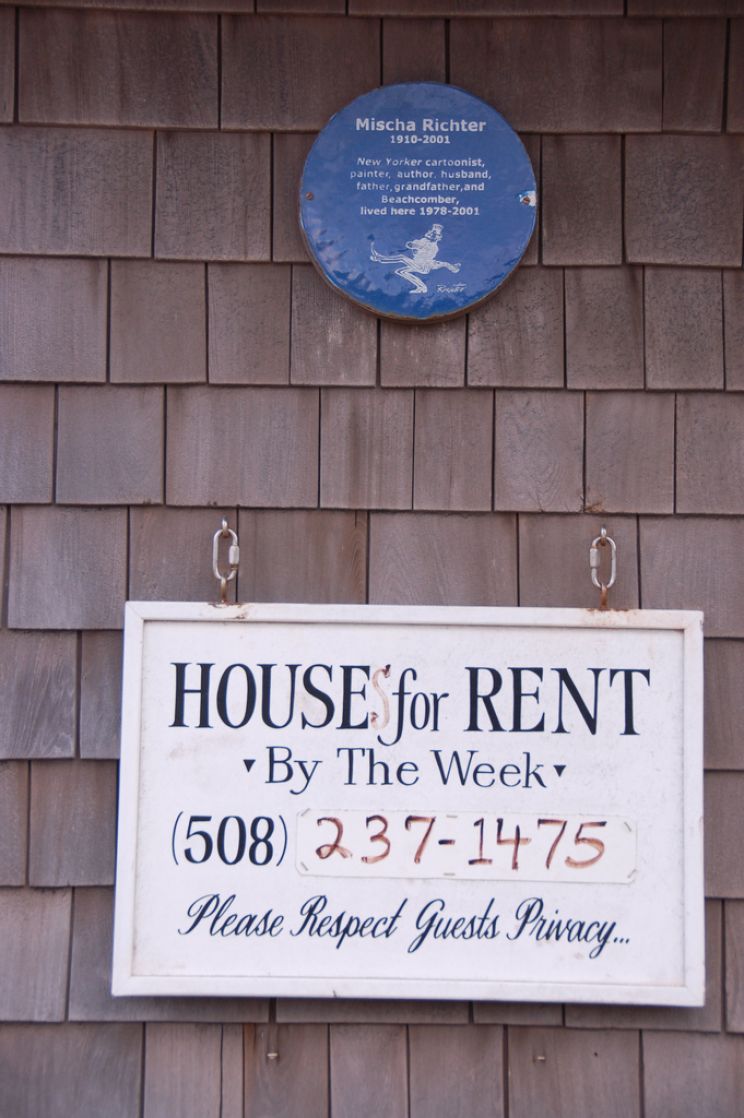 Mischa Richter
1910-2001
New Yorker cartoonist,
painter, author, husband,
father, grandfather, and
Beachcomber,
lived here 1978-2001
Richter
HOUSES for RENT
By The Week
(508) 237-1475
Please Respect Guests Privacy...